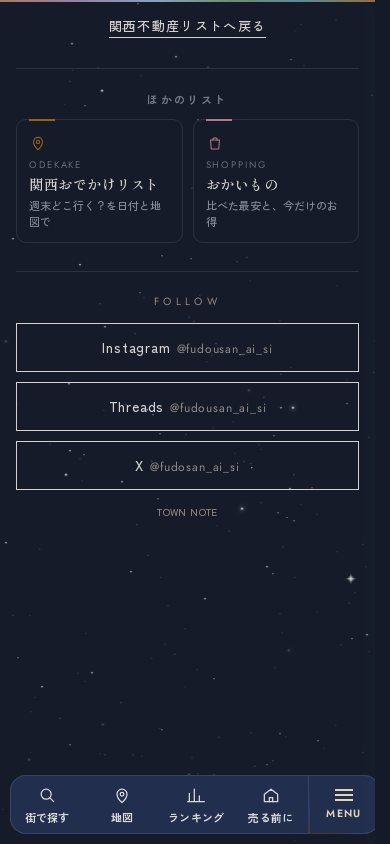 関西不動産リストへ戻る
ほかのリスト
ODEKAKE
関西おでかけリスト
週末どこ行く？を日付と地
図で
SHOPPING
おかいもの
比べた最安と、今だけのお
得
FOLLOW
Instagram @fudousan_ai_si
Threads @fudousan_ai_si
X @fudosan_ai_si
TOWN NOTE
街で探す
地図
ランキング
売る前に
MENU